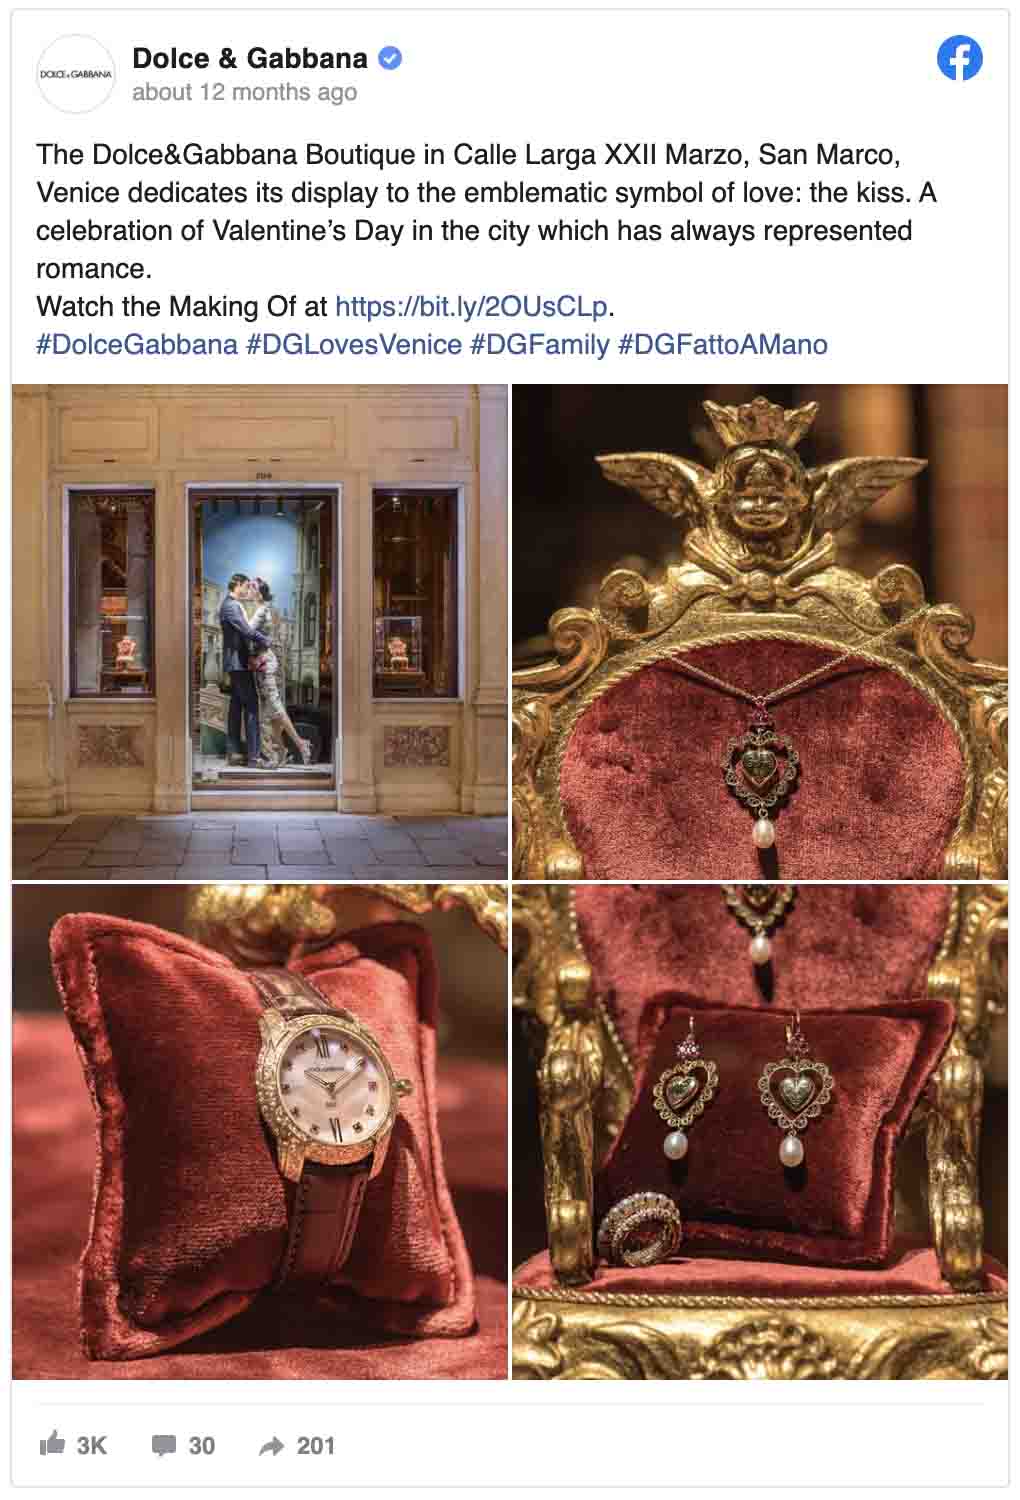 DOLCE & GABBANA
Dolce & Gabbana
about 12 months ago
The Dolce&Gabbana Boutique in Calle Larga XXII Marzo, San Marco,
Venice dedicates its display to the emblematic symbol of love: the kiss. A
celebration of Valentine’s Day in the city which has always represented
romance.
Watch the Making Of at https://bit.ly/2OUsCLp.
#DolceGabbana #DGLovesVenice #DGFamily #DGFattoAMano
XII
DOLCE&GABBANA
VI
3K
30
201